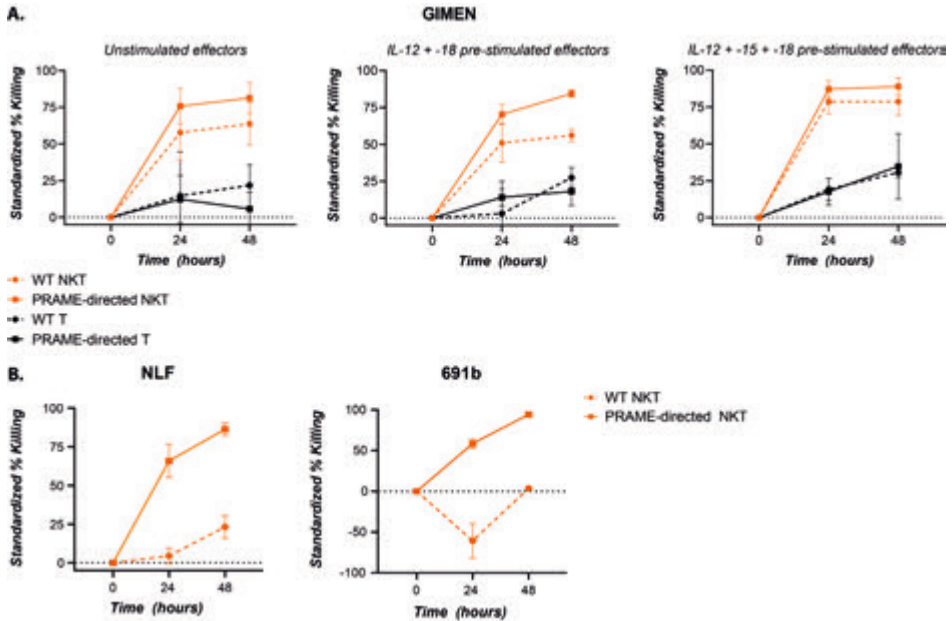 A.
GIMEN
Unstimulated effectors
IL-12 + -18 pre-stimulated effectors
IL-12 + -15 + -18 pre-stimulated effectors
Standardized % Killing
100
75
50
25
0
0
24
48
Time (hours)
Standardized % Killing
100
75
50
25
0
0
24
48
Time (hours)
Standardized % Killing
100
75
50
25
0
0
24
48
Time (hours)
WT NKT
PRAME-directed NKT
WT T
PRAME-directed T
B.
NLF
Standardized % Killing
100
75
50
25
0
0
24
48
Time (hours)
691b
Standardized % Killing
100
50
0
-50
-100
0
24
48
Time (hours)
WT NKT
PRAME-directed NKT